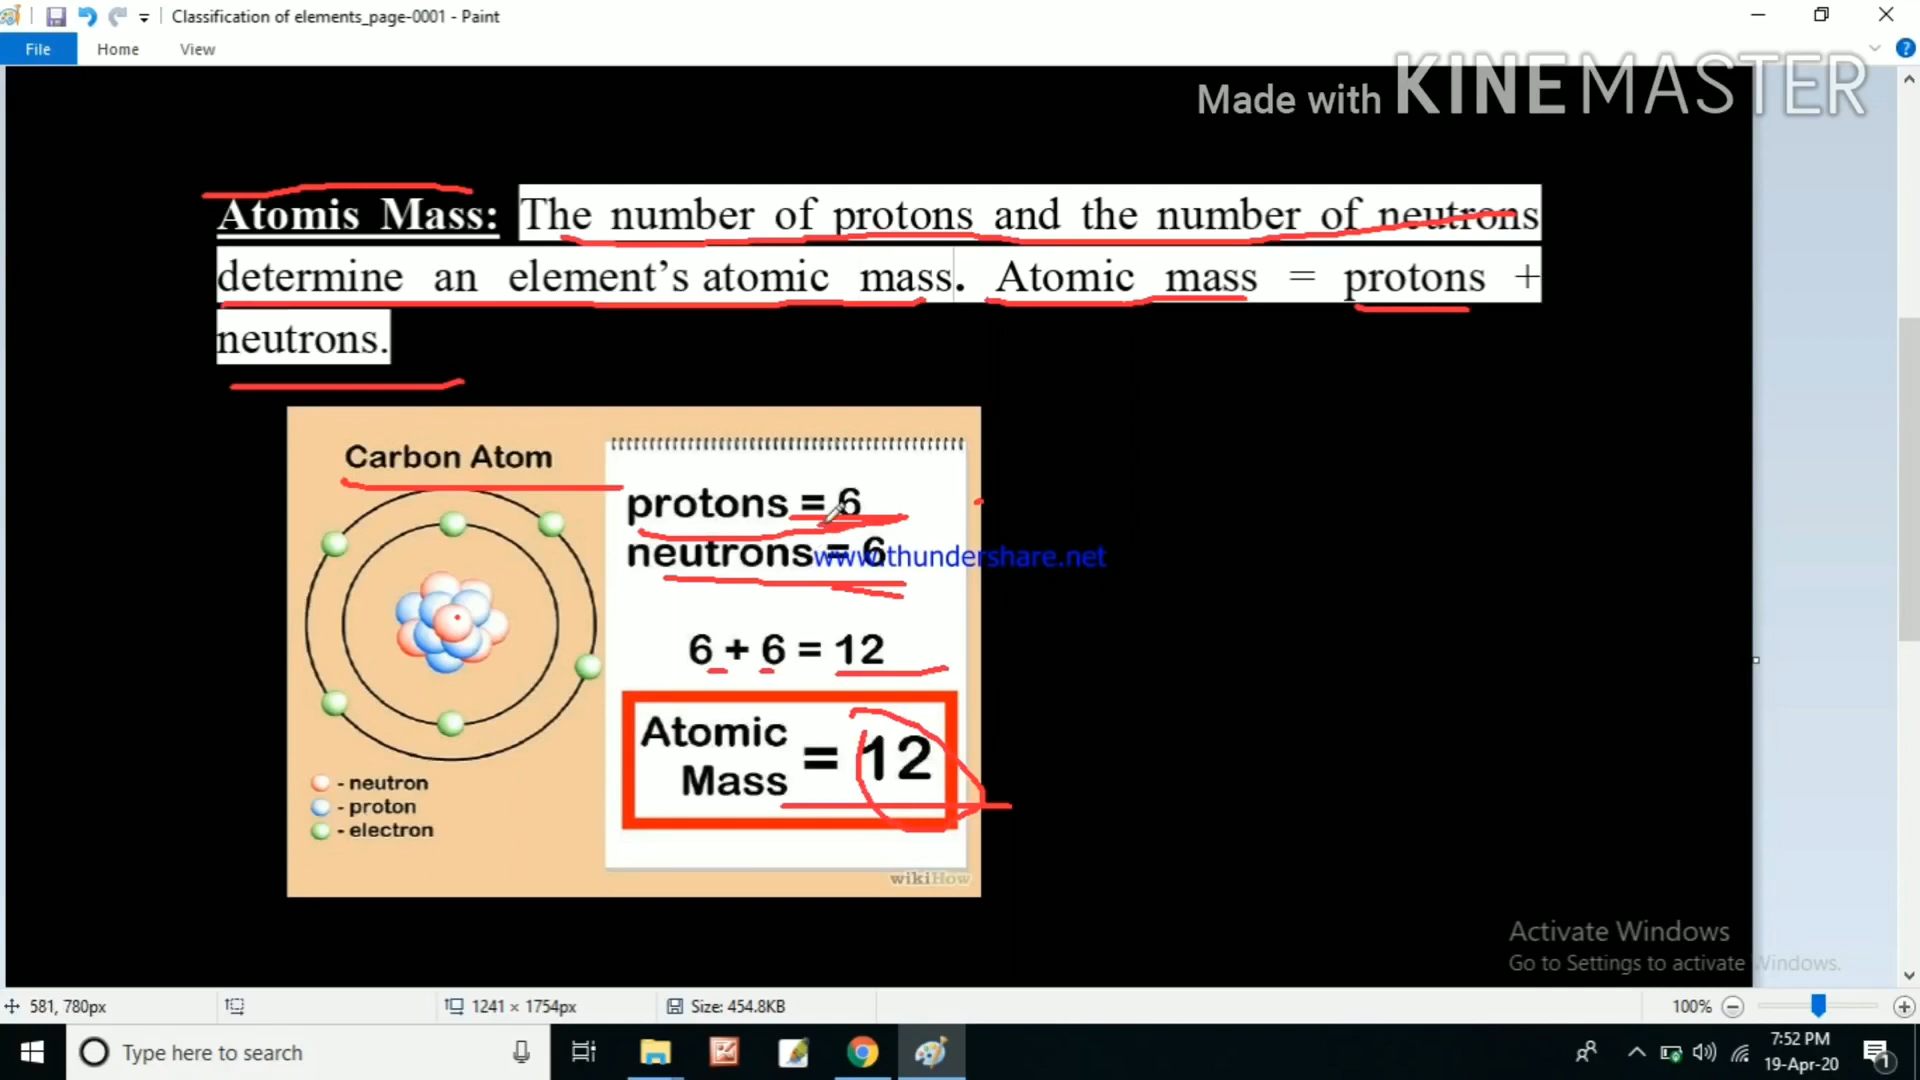 Classification of elements_page-0001 - Paint
File Home View
Made with KINEMASTER
Atomis Mass: The number of protons and the number of neutrons
determine an element's atomic mass. Atomic mass = protons +
neutrons.
Carbon Atom
protons = 6
neutrons = 6
www.thundershare.net
6 + 6 = 12
Atomic
Mass = 12
- neutron
- proton
- electron
wikiHow
Activate Windows
Go to Settings to activate Windows.
581, 780px
1241 × 1754px
Size: 454.8KB
100%
Type here to search
7:52 PM
19-Apr-20
1